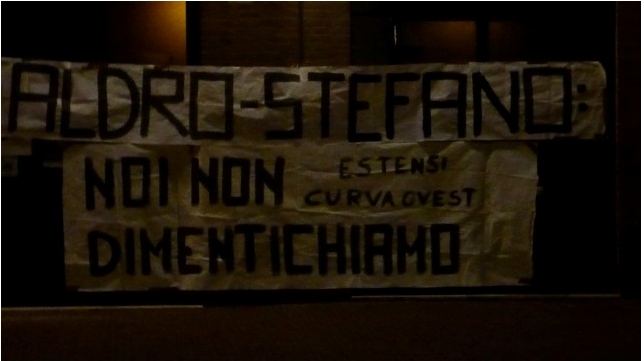 ALDRO-STEFANO:
NOI NON
ESTENSI
CURVA OVEST
DIMENTICHIAMO